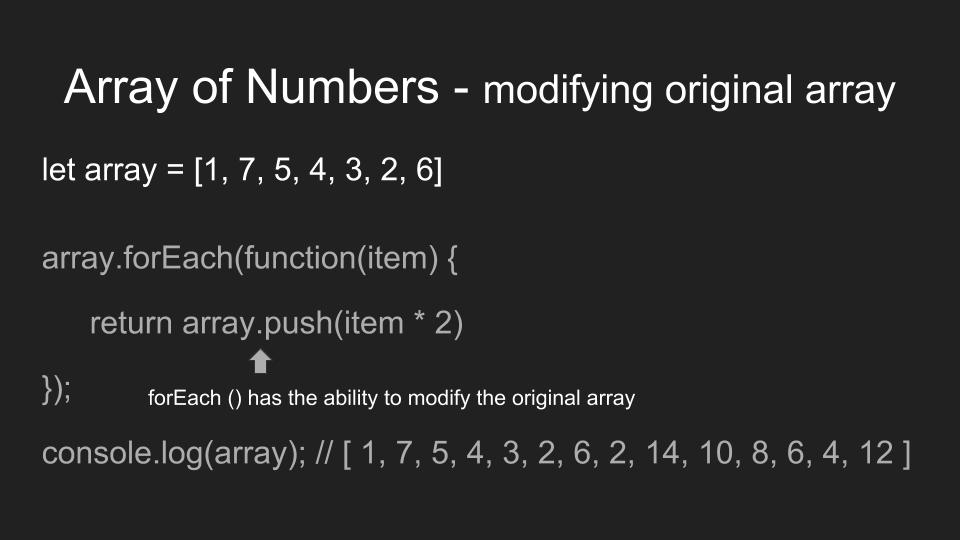 Array of Numbers - modifying original array
let array = [1, 7, 5, 4, 3, 2, 6]
array.forEach(function(item) {
return array.push(item * 2)
});
forEach () has the ability to modify the original array
console.log(array); // [ 1, 7, 5, 4, 3, 2, 6, 2, 14, 10, 8, 6, 4, 12 ]